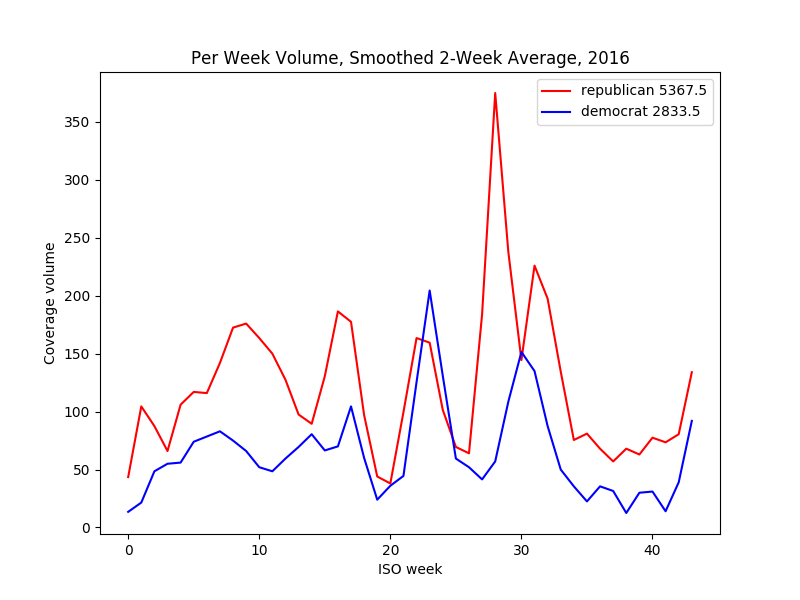 Per Week Volume, Smoothed 2-Week Average, 2016
republican 5367.5
democrat 2833.5
Coverage volume
350
300
250
200
150
100
50
0
0 10 20 30 40
ISO week